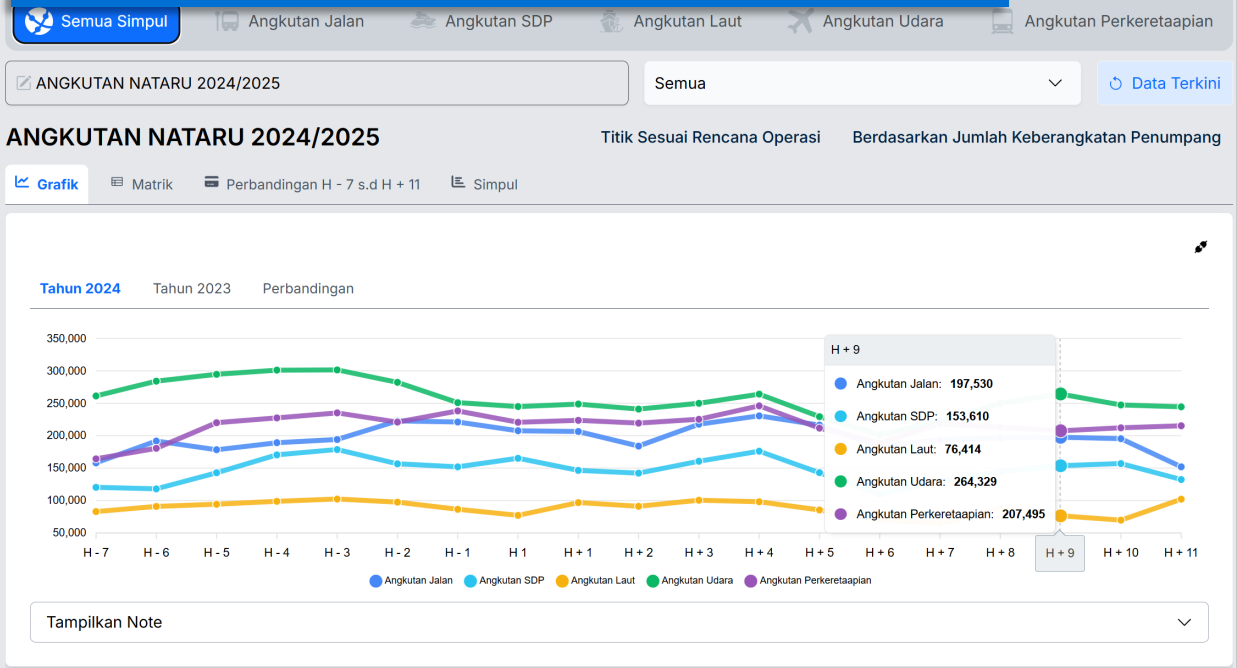 Semua Simpul Angkutan Jalan Angkutan SDP Angkutan Laut Angkutan Udara Angkutan Perkeretaapian
ANGKUTAN NATARU 2024/2025 Semua Data Terkini
ANGKUTAN NATARU 2024/2025 Titik Sesuai Rencana Operasi Berdasarkan Jumlah Keberangkatan Penumpang
Grafik Matrik Perbandingan H - 7 s.d H + 11 Simpul
Tahun 2024 Tahun 2023 Perbandingan
350,000
300,000
250,000
200,000
150,000
100,000
50,000
H + 9
Angkutan Jalan: 197,530
Angkutan SDP: 153,610
Angkutan Laut: 76,414
Angkutan Udara: 264,329
Angkutan Perkeretaapian: 207,495
H - 7 H - 6 H - 5 H - 4 H - 3 H - 2 H - 1 H 1 H + 1 H + 2 H + 3 H + 4 H + 5 H + 6 H + 7 H + 8 H + 9 H + 10 H + 11
Angkutan Jalan Angkutan SDP Angkutan Laut Angkutan Udara Angkutan Perkeretaapian
Tampilkan Note